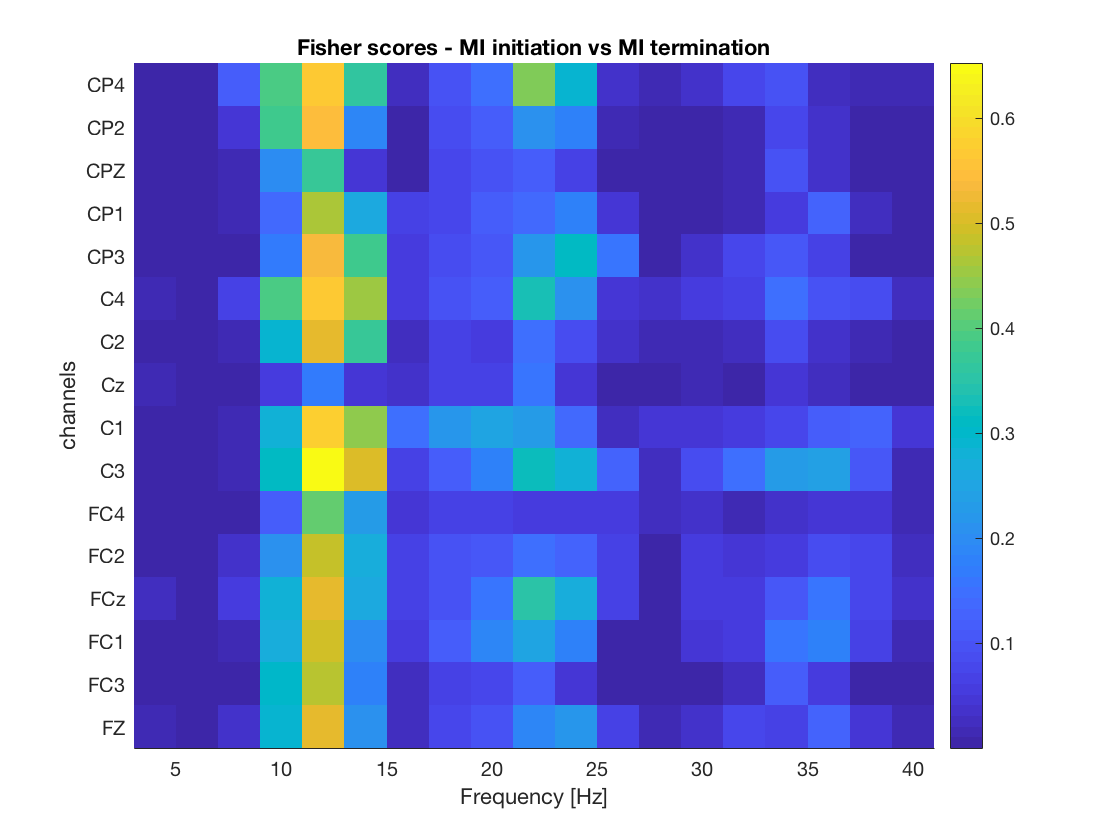 Fisher scores - MI initiation vs MI termination
channels
CP4
CP2
CPZ
CP1
CP3
C4
C2
Cz
C1
C3
FC4
FC2
FCz
FC1
FC3
FZ
5 10 15 20 25 30 35 40
Frequency [Hz]
0.6
0.5
0.4
0.3
0.2
0.1